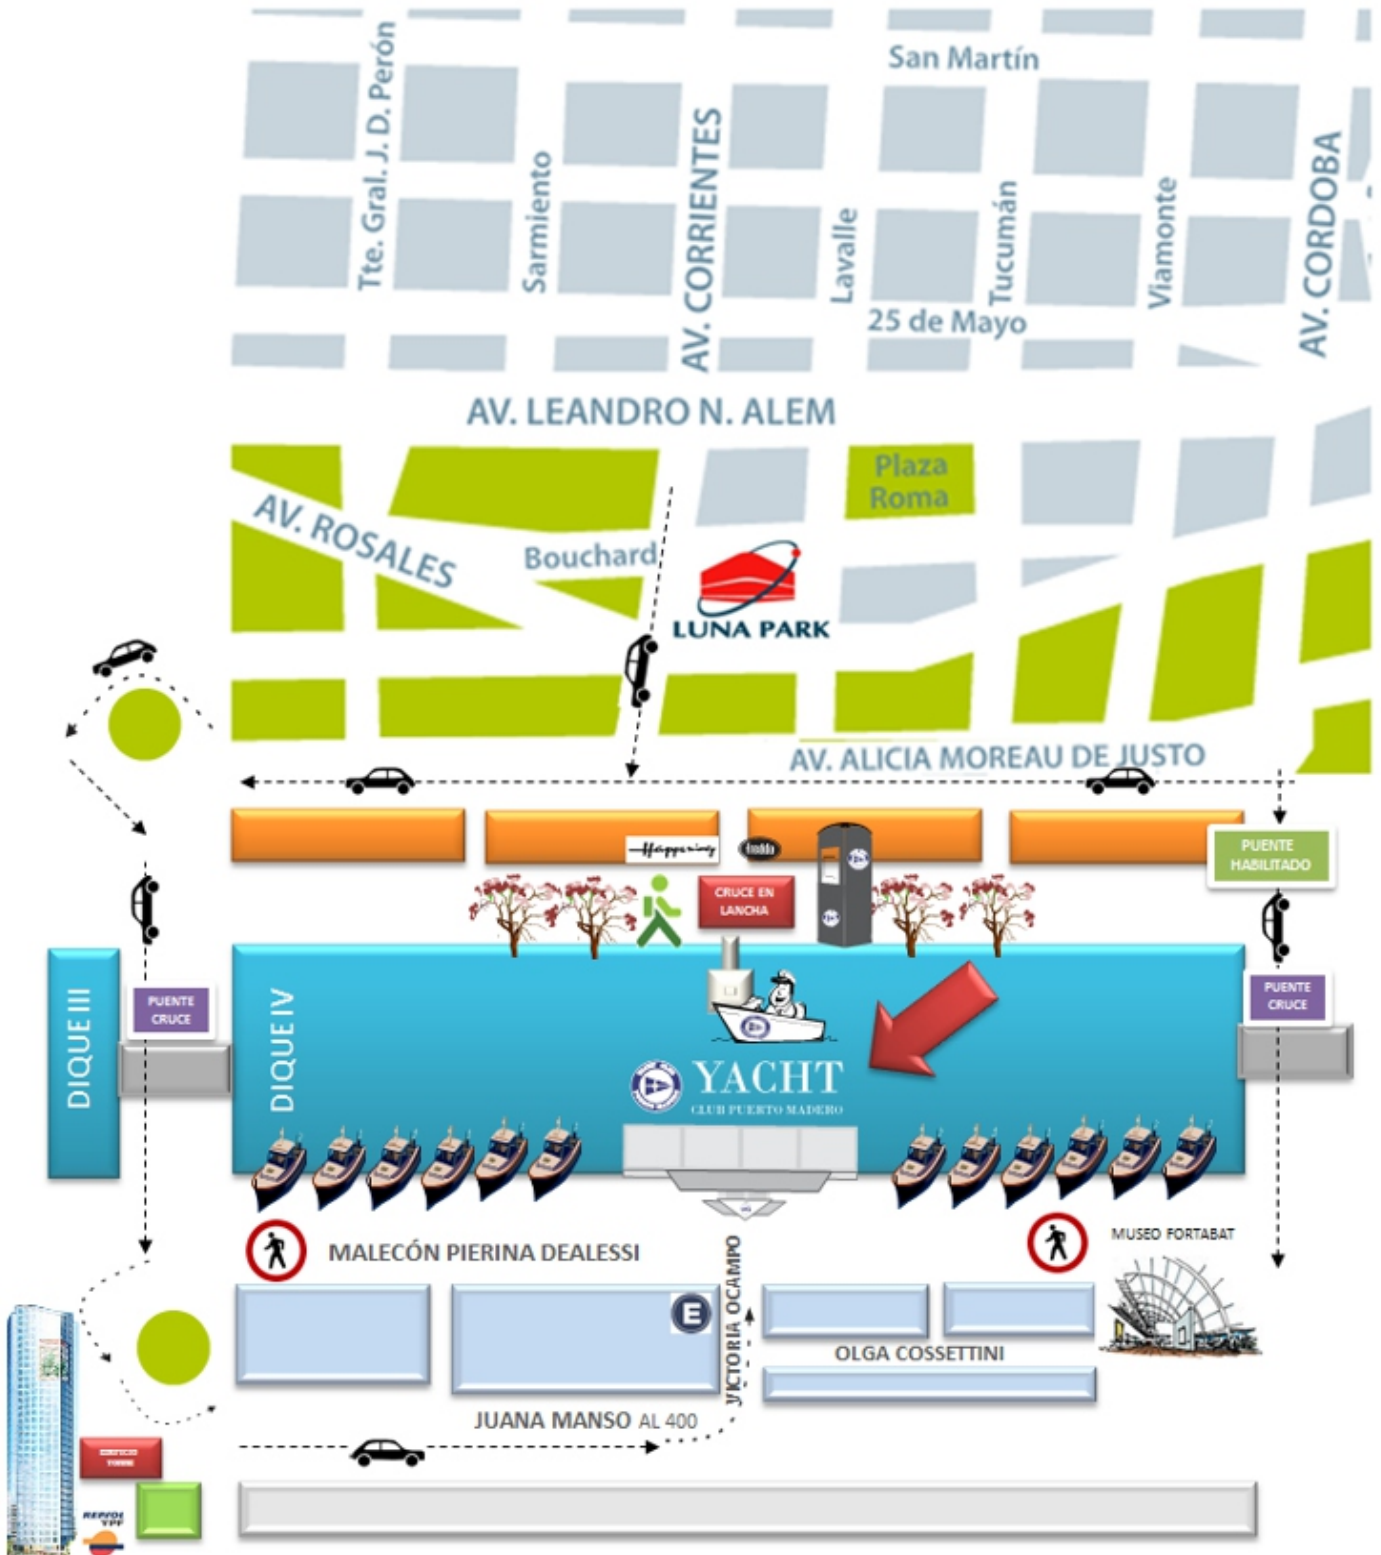 San Martín
Tte. Gral. J. D. Perón
Sarmiento
AV. CORRIENTES
Lavalle
Tucumán
Viamonte
AV. CORDOBA
25 de Mayo
AV. LEANDRO N. ALEM
Plaza
Roma
AV. ROSALES
Bouchard
LUNA PARK
AV. ALICIA MOREAU DE JUSTO
Happening
freddo
PUENTE
HABILITADO
CRUCE EN
LANCHA
DIQUE III
PUENTE
CRUCE
DIQUE IV
PUENTE
CRUCE
YACHT
CLUB PUERTO MADERO
MALECÓN PIERINA DEALESSI
VICTORIA OCAMPO
MUSEO FORTABAT
E
OLGA COSSETTINI
JUANA MANSO AL 400
REPSOL
YPF